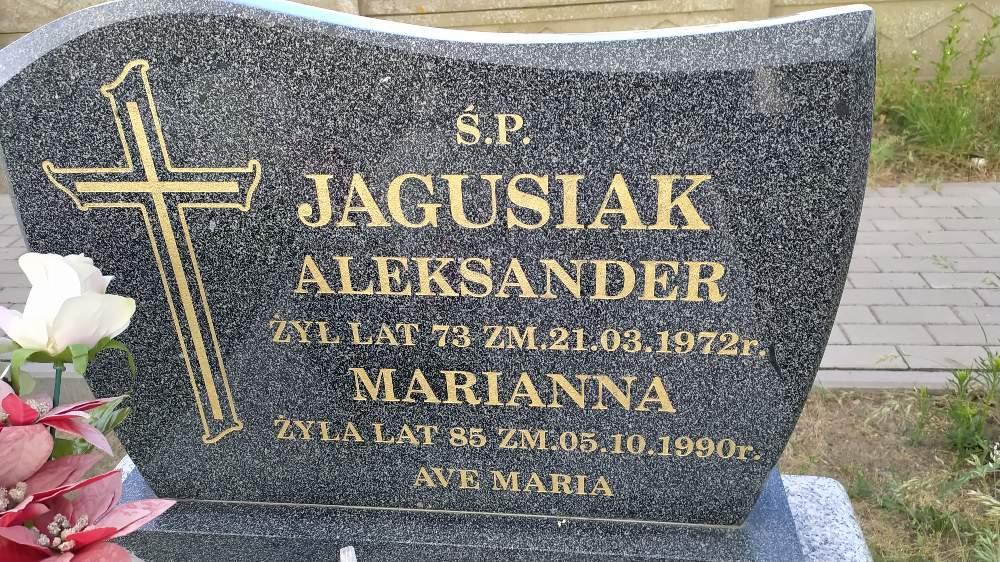 Ś.P.
JAGUSIAK
ALEKSANDER
ŻYŁ LAT 73 ZM.21.03.1972r.
MARIANNA
ŻYŁA LAT 85 ZM.05.10.1990r.
AVE MARIA